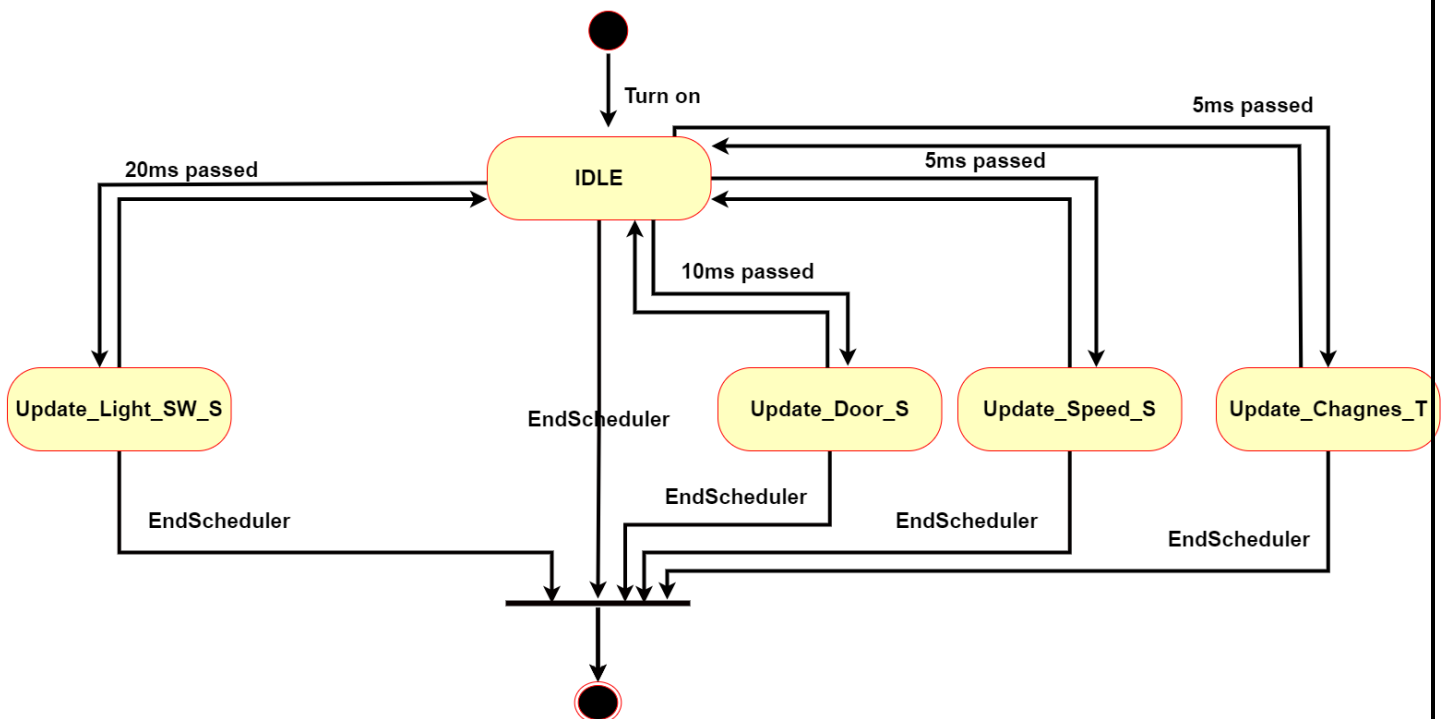 Turn on
5ms passed
20ms passed
IDLE
5ms passed
10ms passed
Update_Light_SW_S
EndScheduler
Update_Door_S
Update_Speed_S
Update_Chagnes_T
EndScheduler
EndScheduler
EndScheduler
EndScheduler